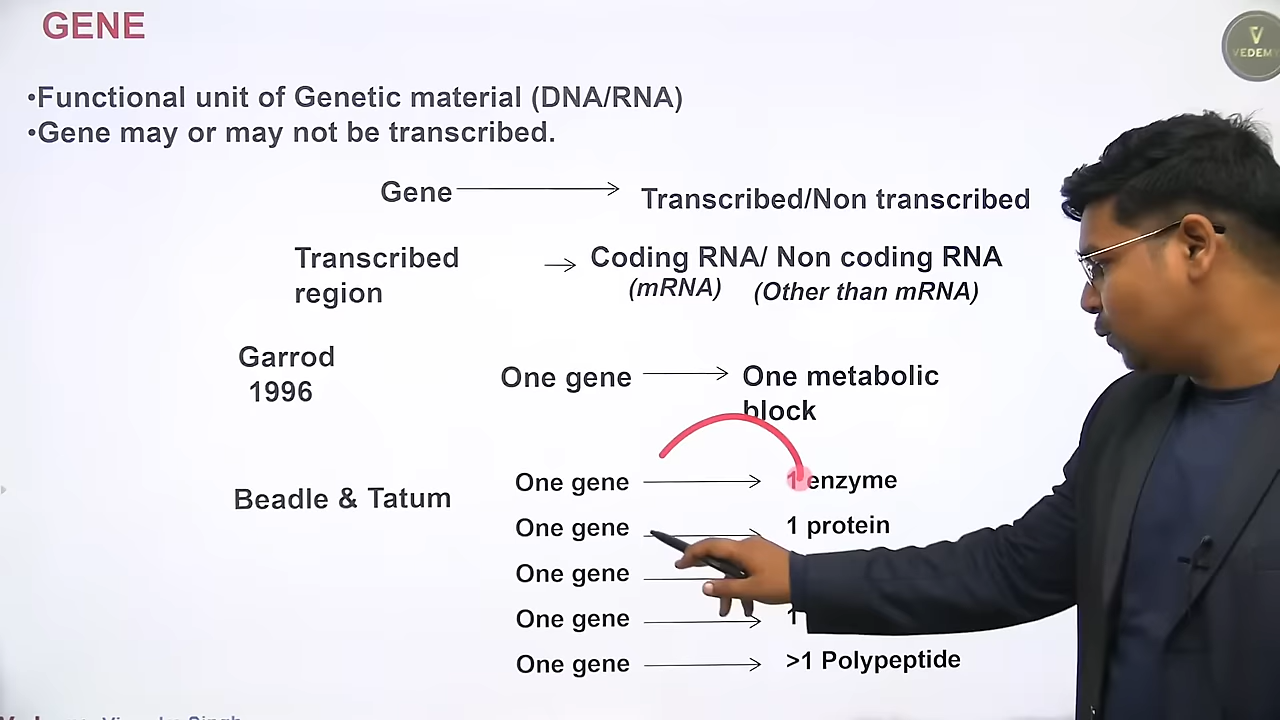 GENE
V
VEDEMY
•Functional unit of Genetic material (DNA/RNA)
•Gene may or may not be transcribed.
Gene Transcribed/Non transcribed
Transcribed region
Coding RNA/ Non coding RNA
(mRNA) (Other than mRNA)
Garrod
1996
One gene One metabolic
block
Beadle & Tatum
One gene 1 enzyme
One gene 1 protein
One gene
One gene 1
One gene >1 Polypeptide